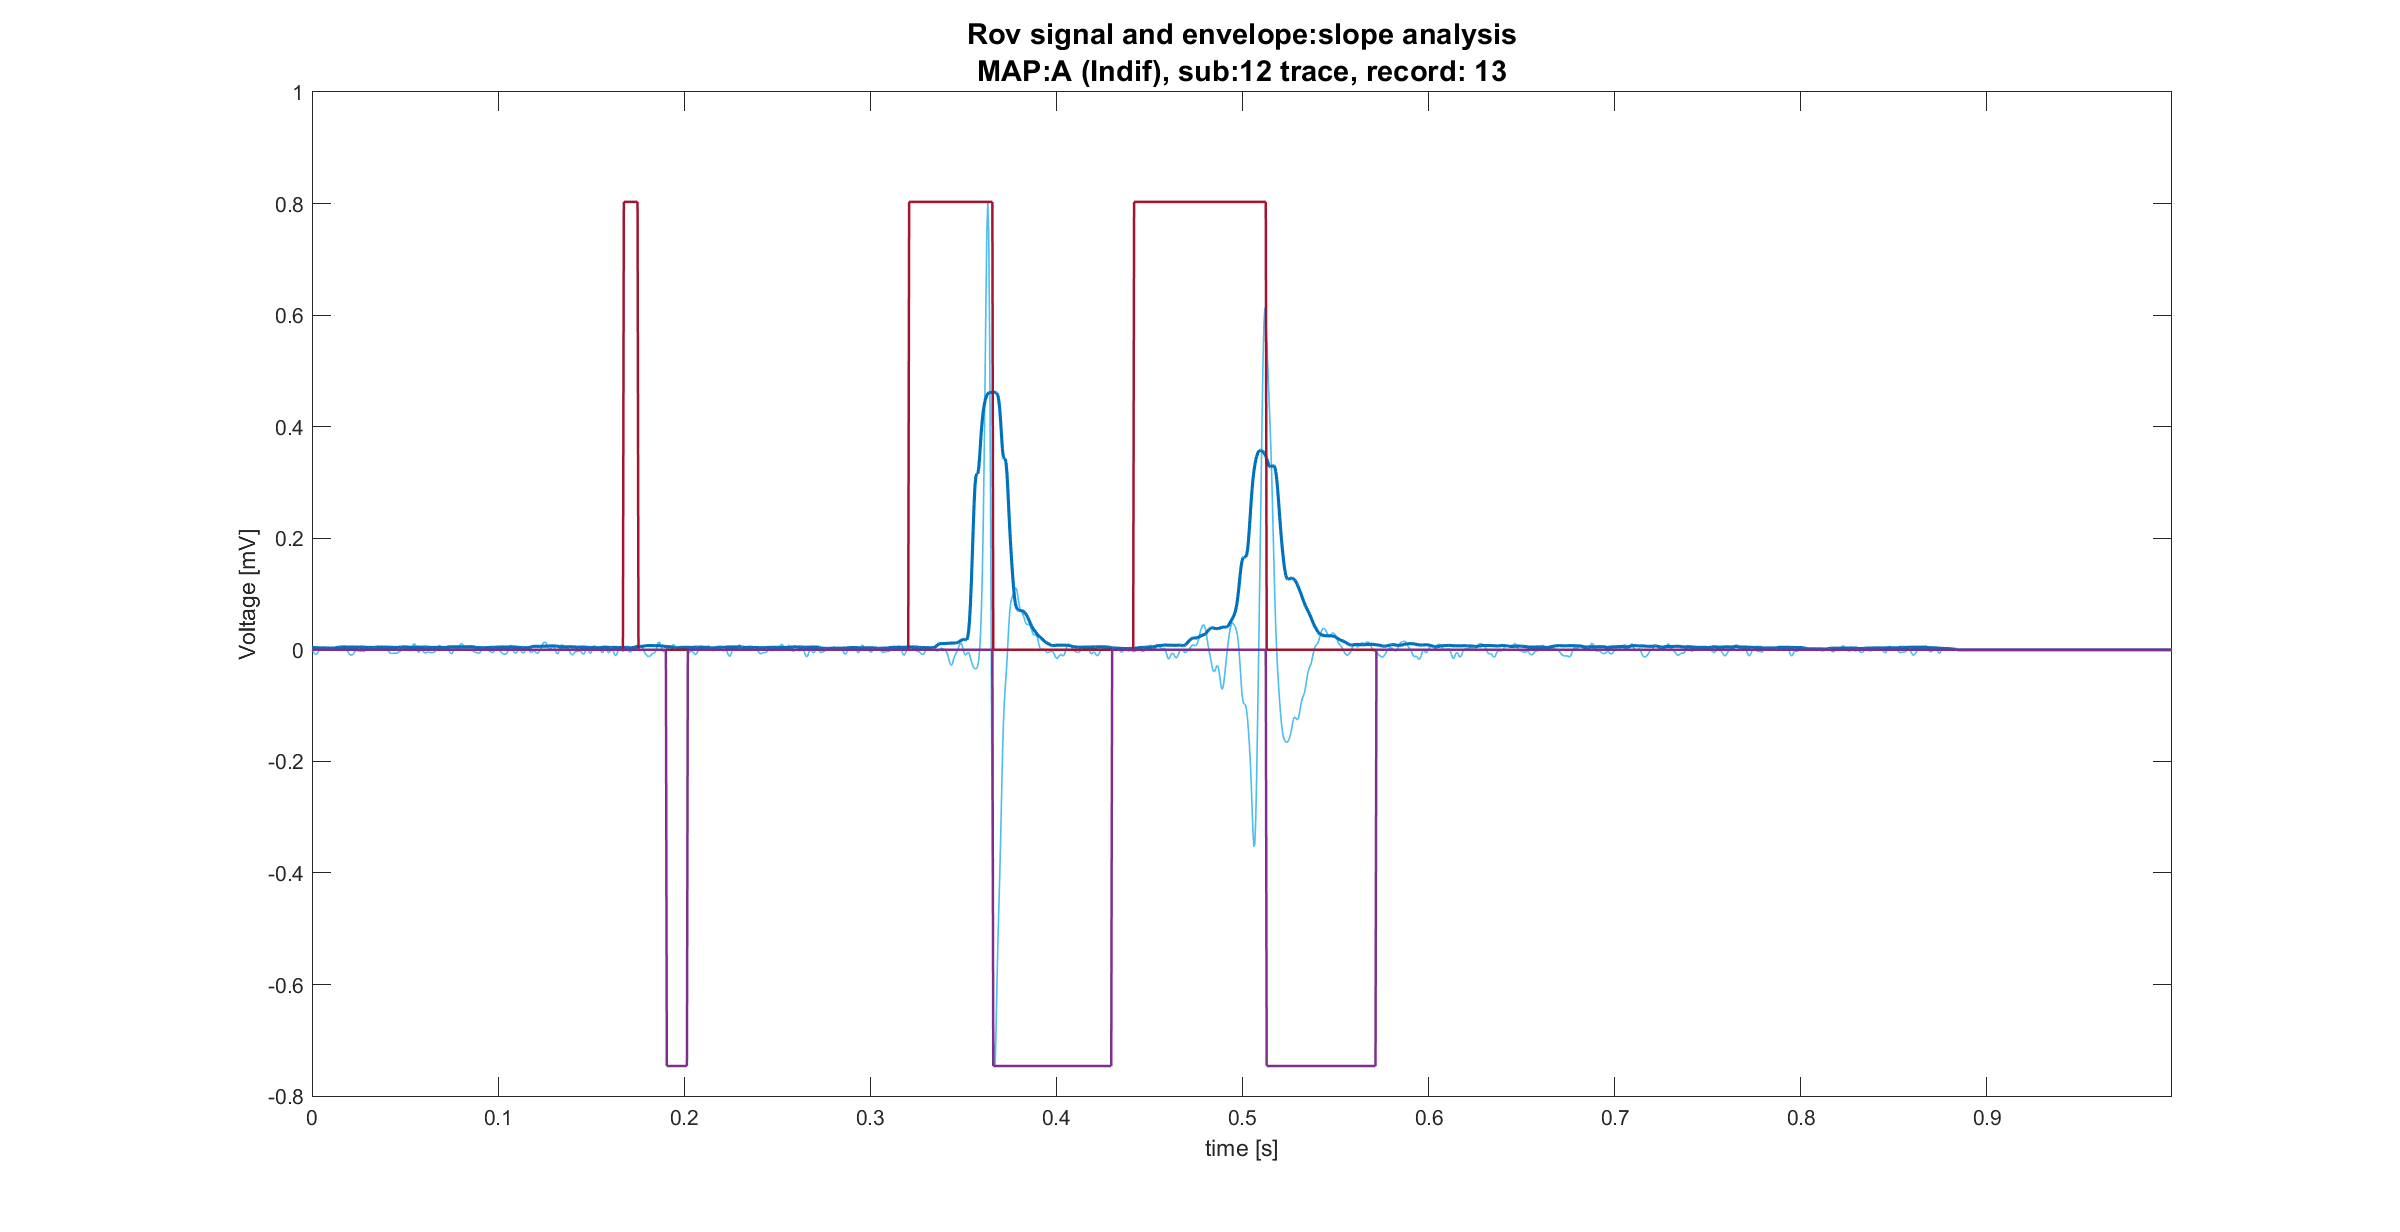 Rov signal and envelope:slope analysis
MAP:A (Indif), sub:12 trace, record: 13
1
0.8
0.6
0.4
0.2
0
-0.2
-0.4
-0.6
-0.8
Voltage [mV]
0 0.1 0.2 0.3 0.4 0.5 0.6 0.7 0.8 0.9
time [s]